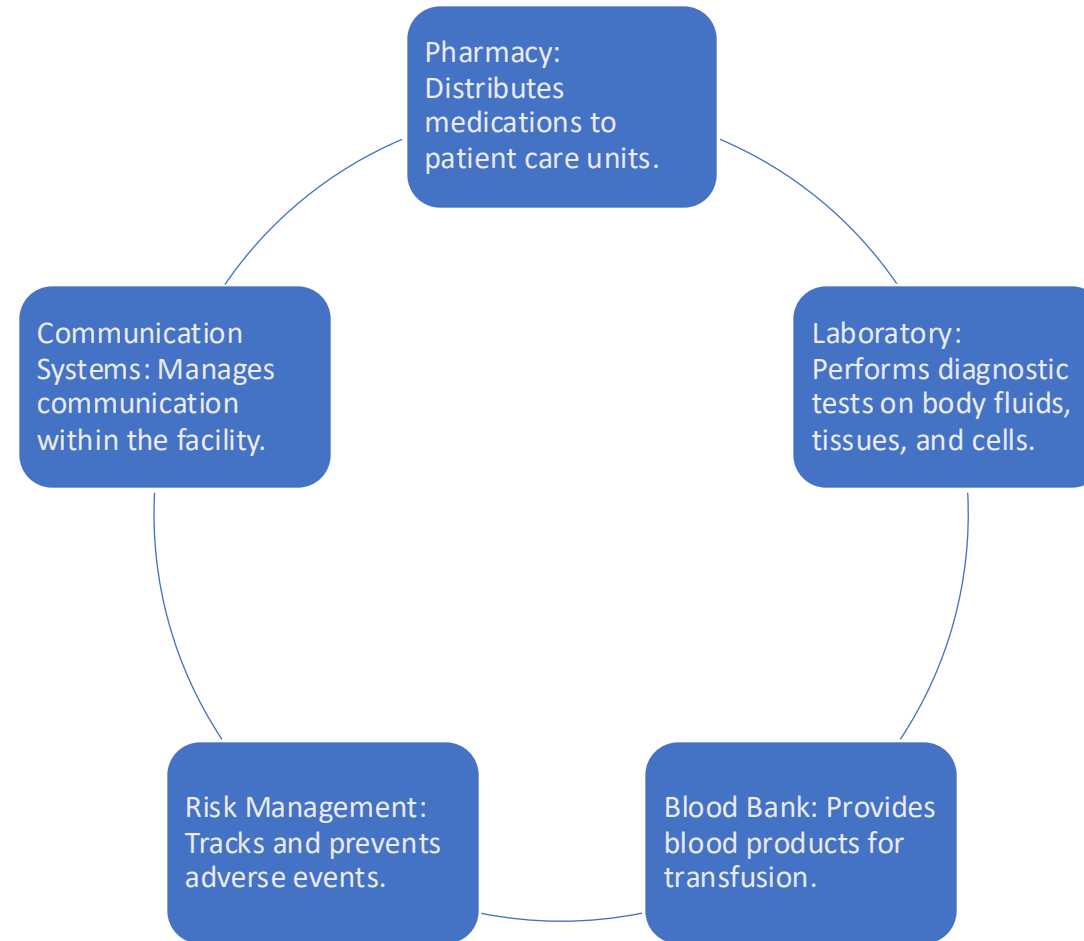 Pharmacy:
Distributes
medications to
patient care units.
Laboratory:
Performs diagnostic
tests on body fluids,
tissues, and cells.
Blood Bank: Provides
blood products for
transfusion.
Risk Management:
Tracks and prevents
adverse events.
Communication
Systems: Manages
communication
within the facility.